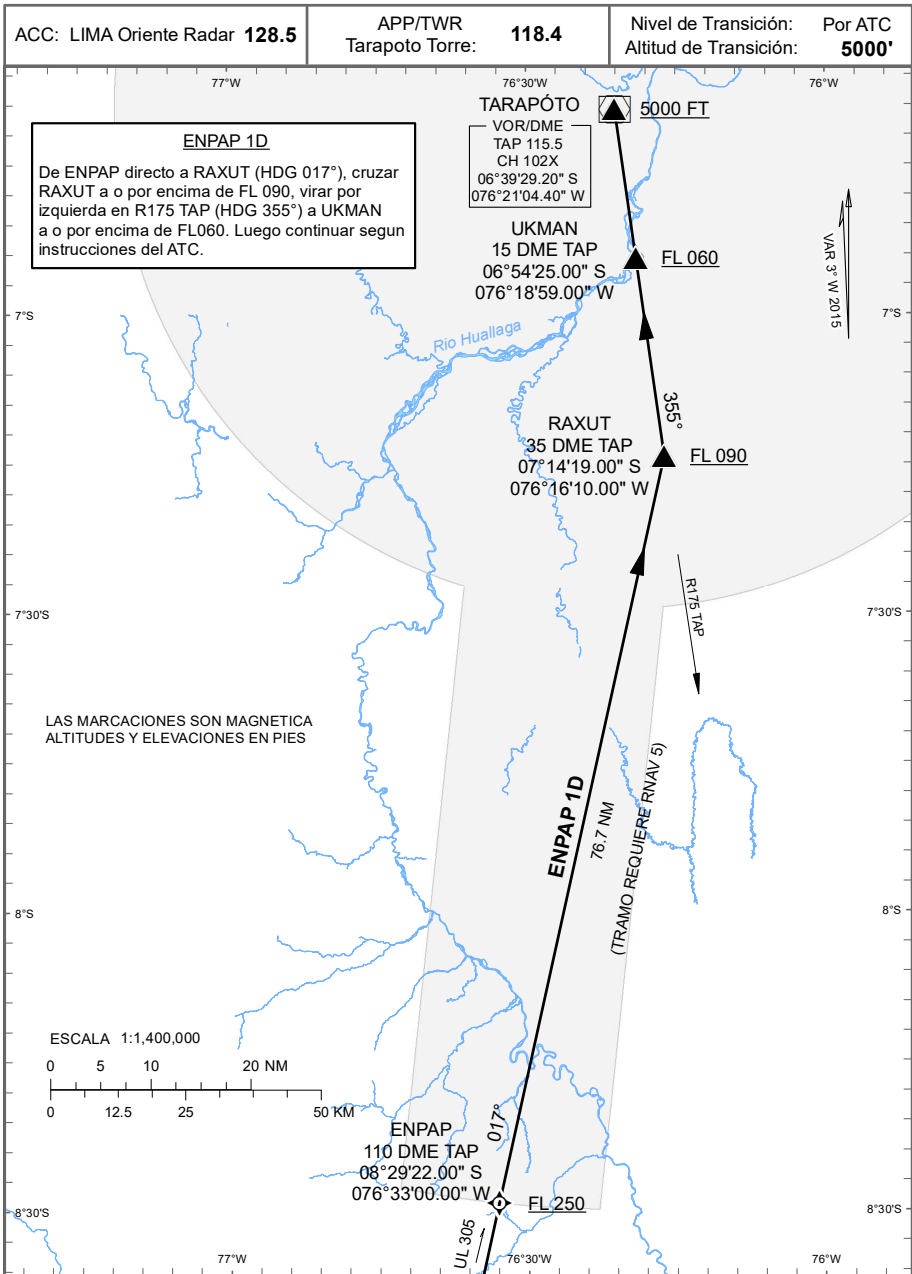 ACC: LIMA Oriente Radar 128.5
APP/TWR
Tarapoto Torre: 118.4
Nivel de Transición: Por ATC
Altitud de Transición: 5000'
77°W
76°30'W
76°W
TARAPÓTO
5000 FT
VOR/DME
TAP 115.5
CH 102X
06°39'29.20" S
076°21'04.40" W
ENPAP 1D
De ENPAP directo a RAXUT (HDG 017°), cruzar
RAXUT a o por encima de FL 090, virar por
izquierda en R175 TAP (HDG 355°) a UKMAN
a o por encima de FL060. Luego continuar segun
instrucciones del ATC.
UKMAN
15 DME TAP
06°54'25.00" S
076°18'59.00" W
FL 060
VAR 3° W 2015
7°S
7°S
Rio Huallaga
355°
RAXUT
35 DME TAP
07°14'19.00" S
076°16'10.00" W
FL 090
R175 TAP
7°30'S
7°30'S
LAS MARCACIONES SON MAGNETICA
ALTITUDES Y ELEVACIONES EN PIES
ENPAP 1D
76.7 NM
(TRAMO REQUIERE RNAV 5)
8°S
8°S
ESCALA 1:1,400,000
0 5 10 20 NM
0 12.5 25 50 KM
017°
ENPAP
110 DME TAP
08°29'22.00" S
076°33'00.00" W
FL 250
8°30'S
8°30'S
UL 305
77°W
76°30'W
76°W